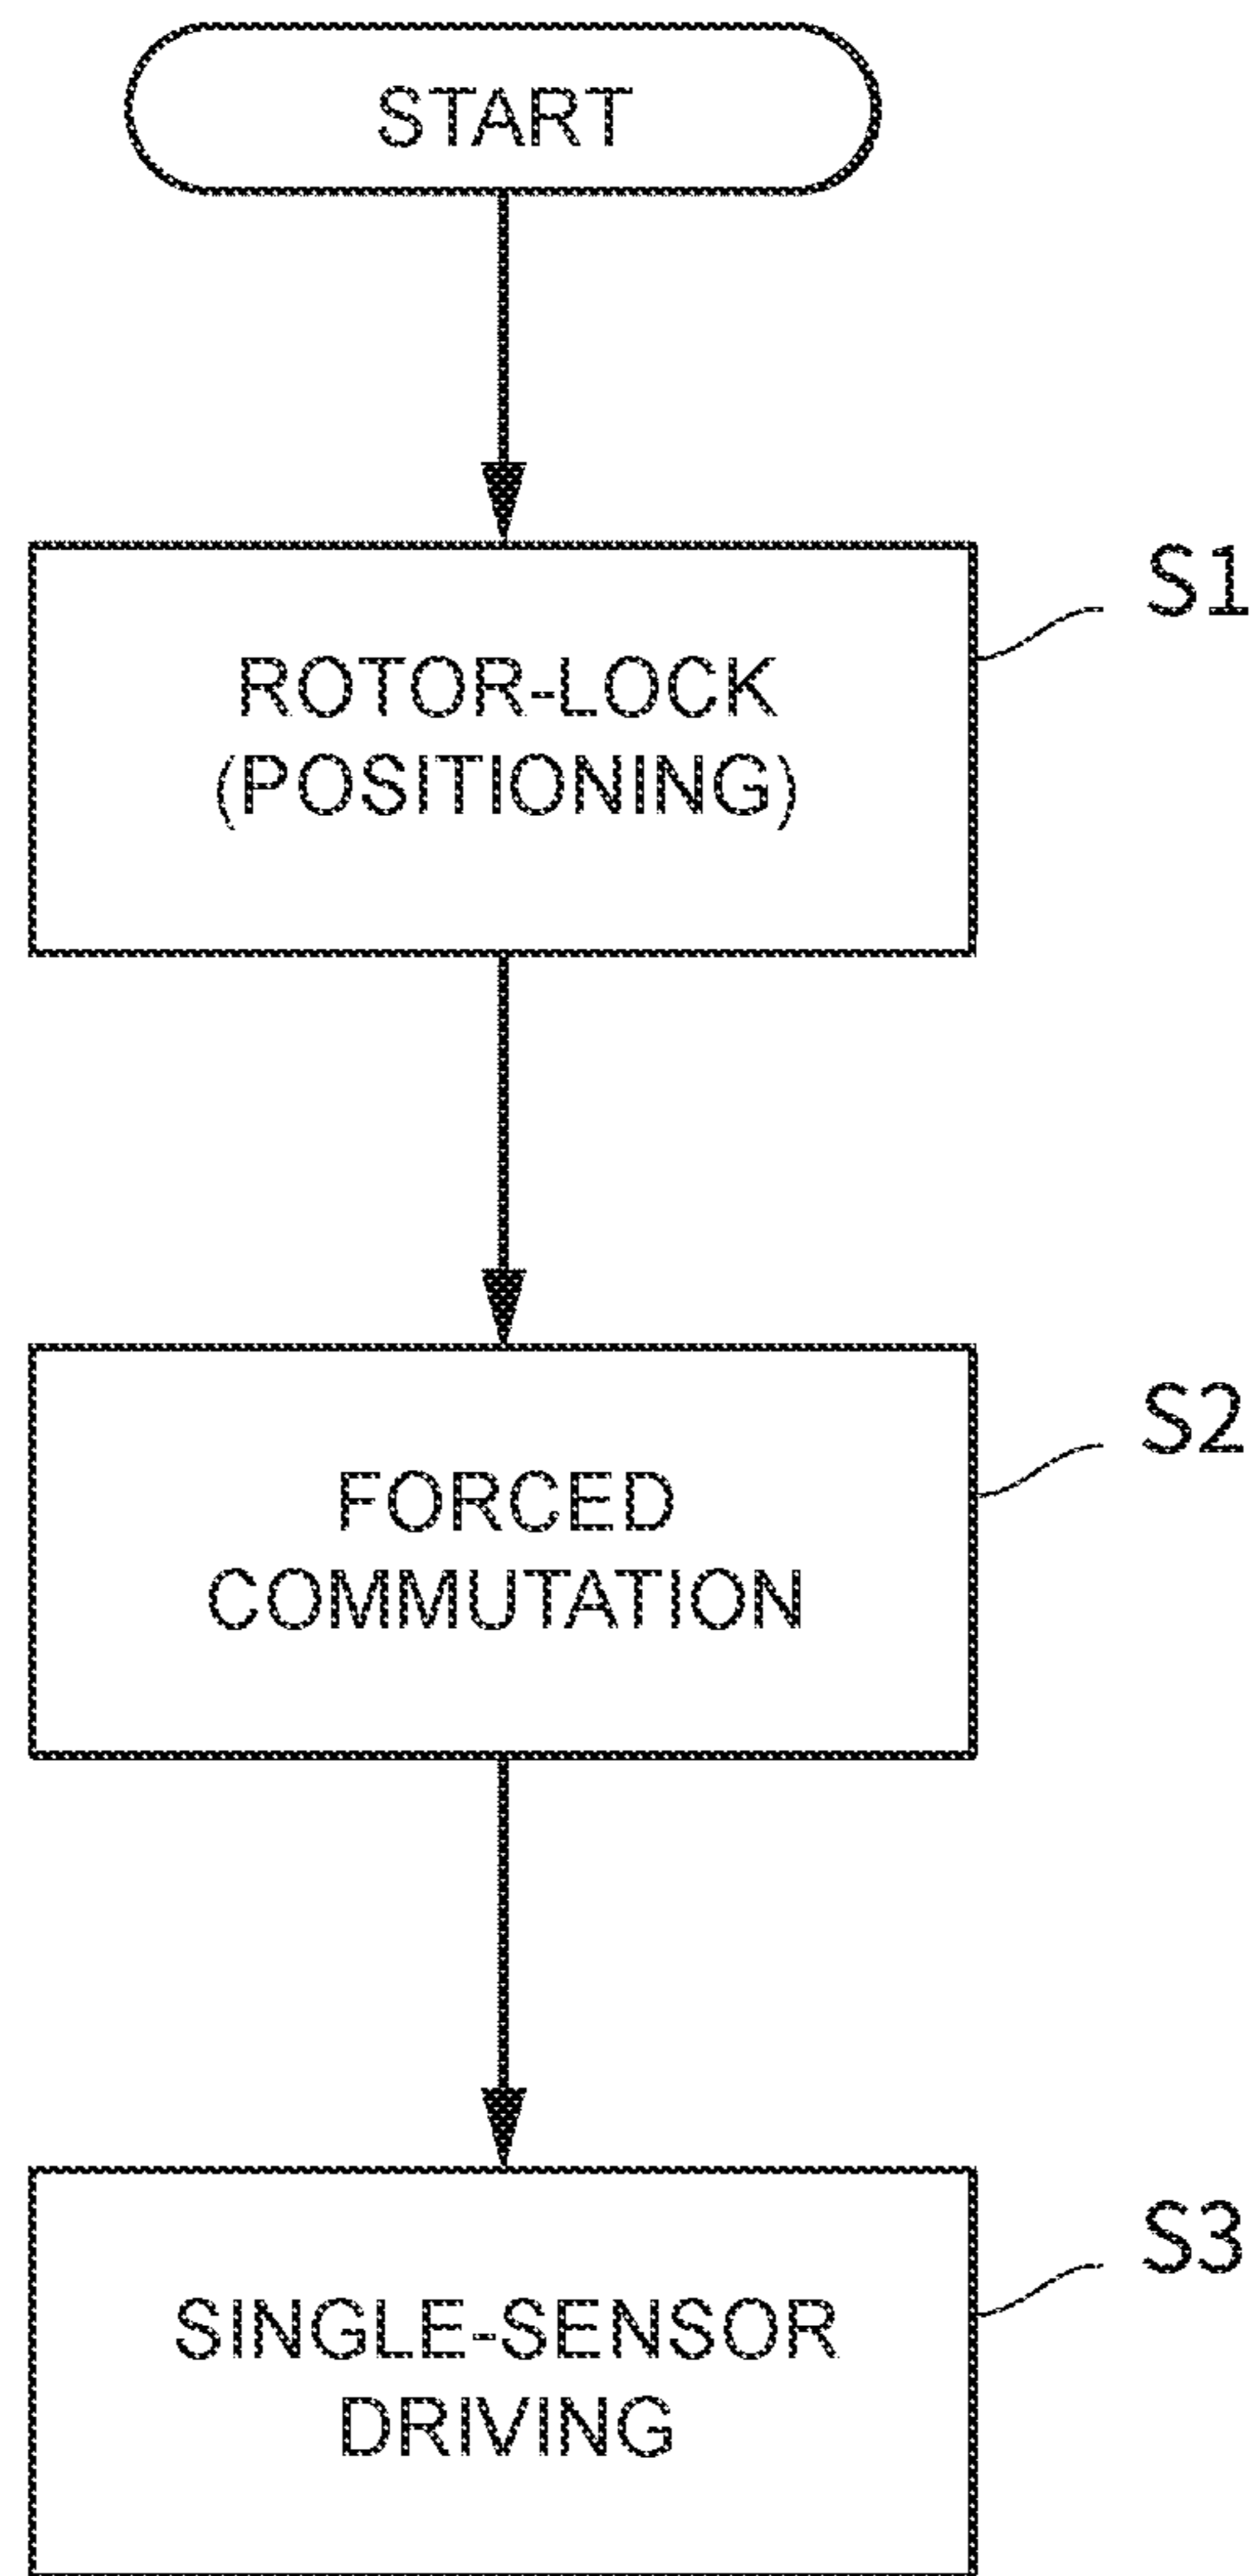 START
S1
ROTOR-LOCK
(POSITIONING)
S2
FORCED
COMMUTATION
S3
SINGLE-SENSOR
DRIVING